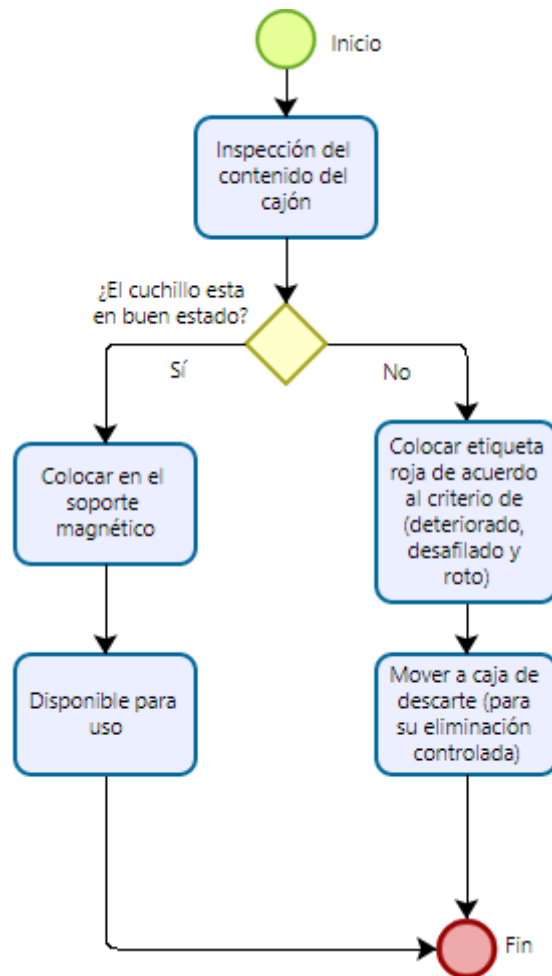 Inicio
Inspección del
contenido del
cajón
¿El cuchillo esta
en buen estado?
Sí
No
Colocar en el
soporte
magnético
Colocar etiqueta
roja de acuerdo
al criterio de
(deteriorado,
desafilado y
roto)
Disponible para
uso
Mover a caja de
descarte (para
su eliminación
controlada)
Fin